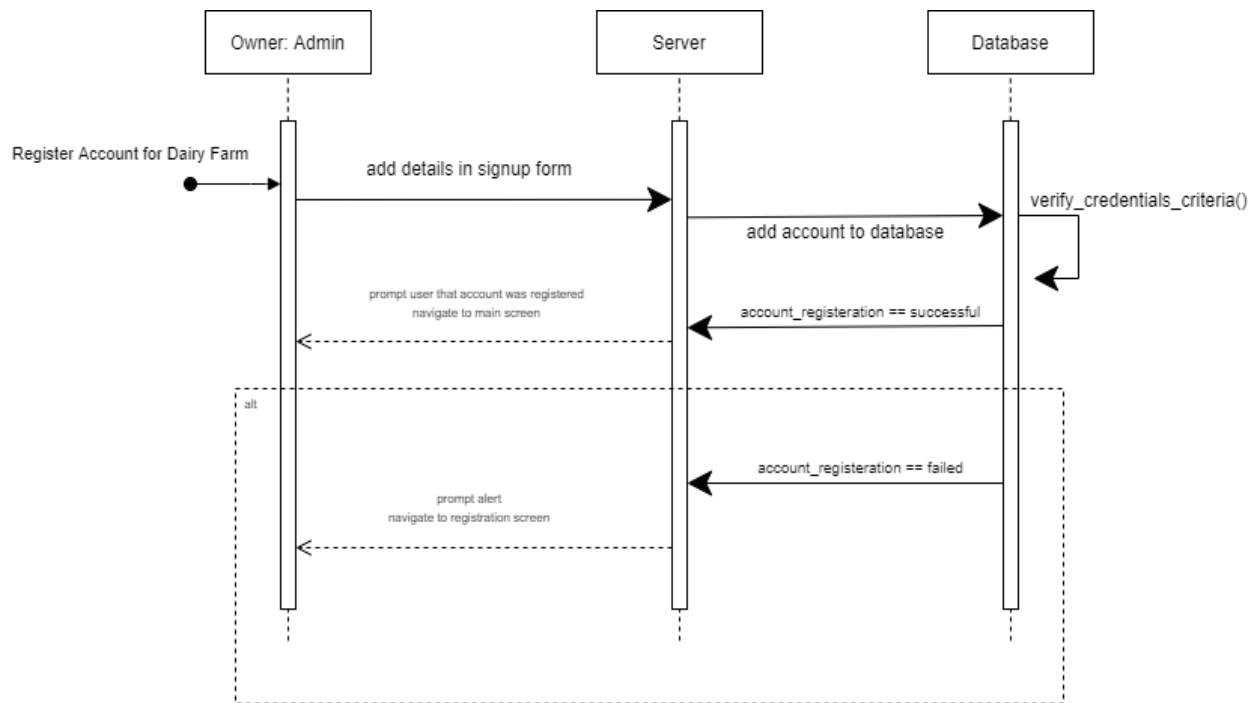 Owner: Admin
Server
Database
Register Account for Dairy Farm
add details in signup form
verify_credentials_criteria()
add account to database
prompt user that account was registered
navigate to main screen
account_registeration == successful
alt
account_registeration == failed
prompt alert
navigate to registration screen